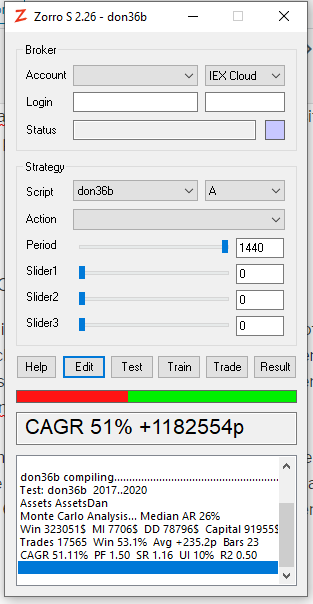 Zorro S 2.26 - don36b
Broker
Account IEX Cloud
Login
Status
Strategy
Script don36b A
Action
Period 1440
Slider1 0
Slider2 0
Slider3 0
Help Edit Test Train Trade Result
CAGR 51% +1182554p
don36b compiling......................................................
Test: don36b 2017..2020
Assets AssetsDan
Monte Carlo Analysis... Median AR 26%
Win 323051$ MI 7706$ DD 78796$ Capital 91955$
Trades 17565 Win 53.1% Avg +235.2p Bars 23
CAGR 51.11% PF 1.50 SR 1.16 UI 10% R2 0.50